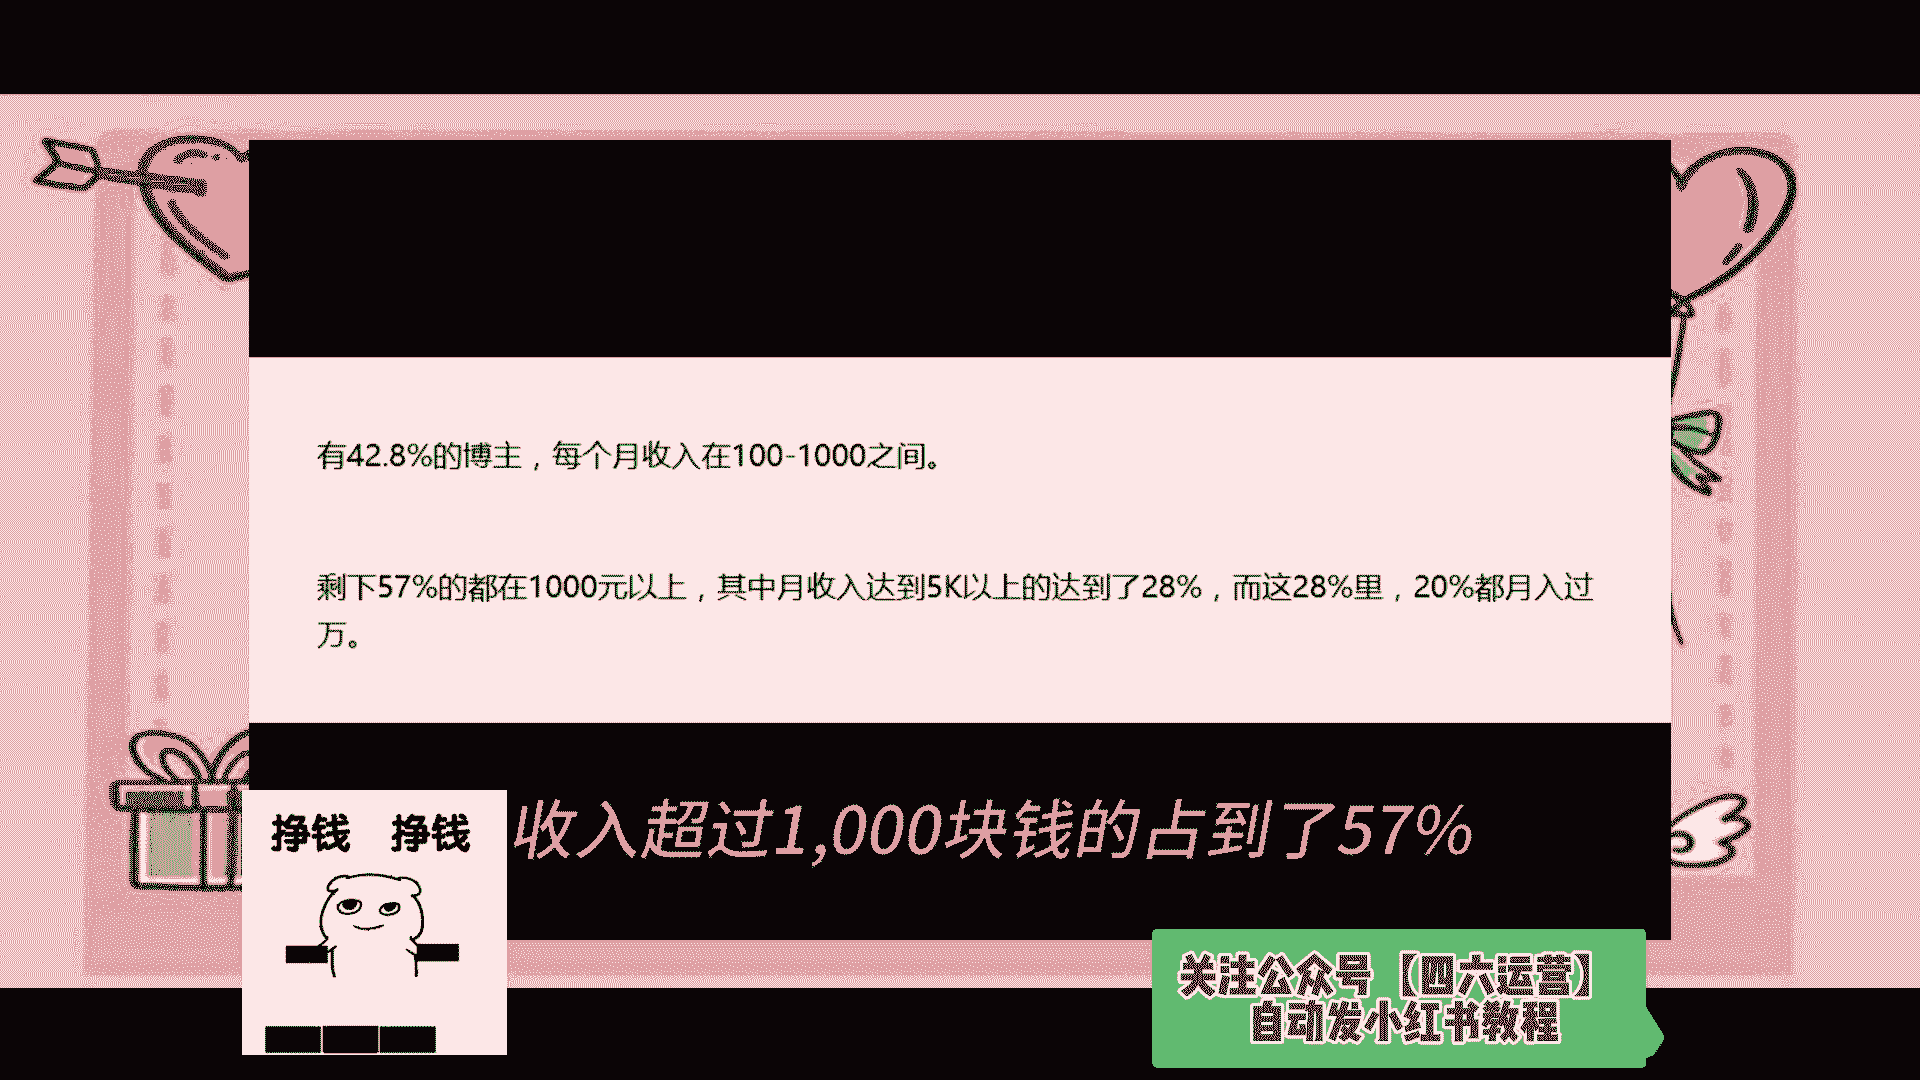 有42.8%的博主，每个月收入在100-1000之间。
剩下57%的都在1000元以上，其中月收入达到5K以上的达到了28%，而这28%里，20%都月入过
万。
收入超过1,000块钱的占到了57%
挣钱 挣钱
关注公众号【四六运营】
自动发小红书教程